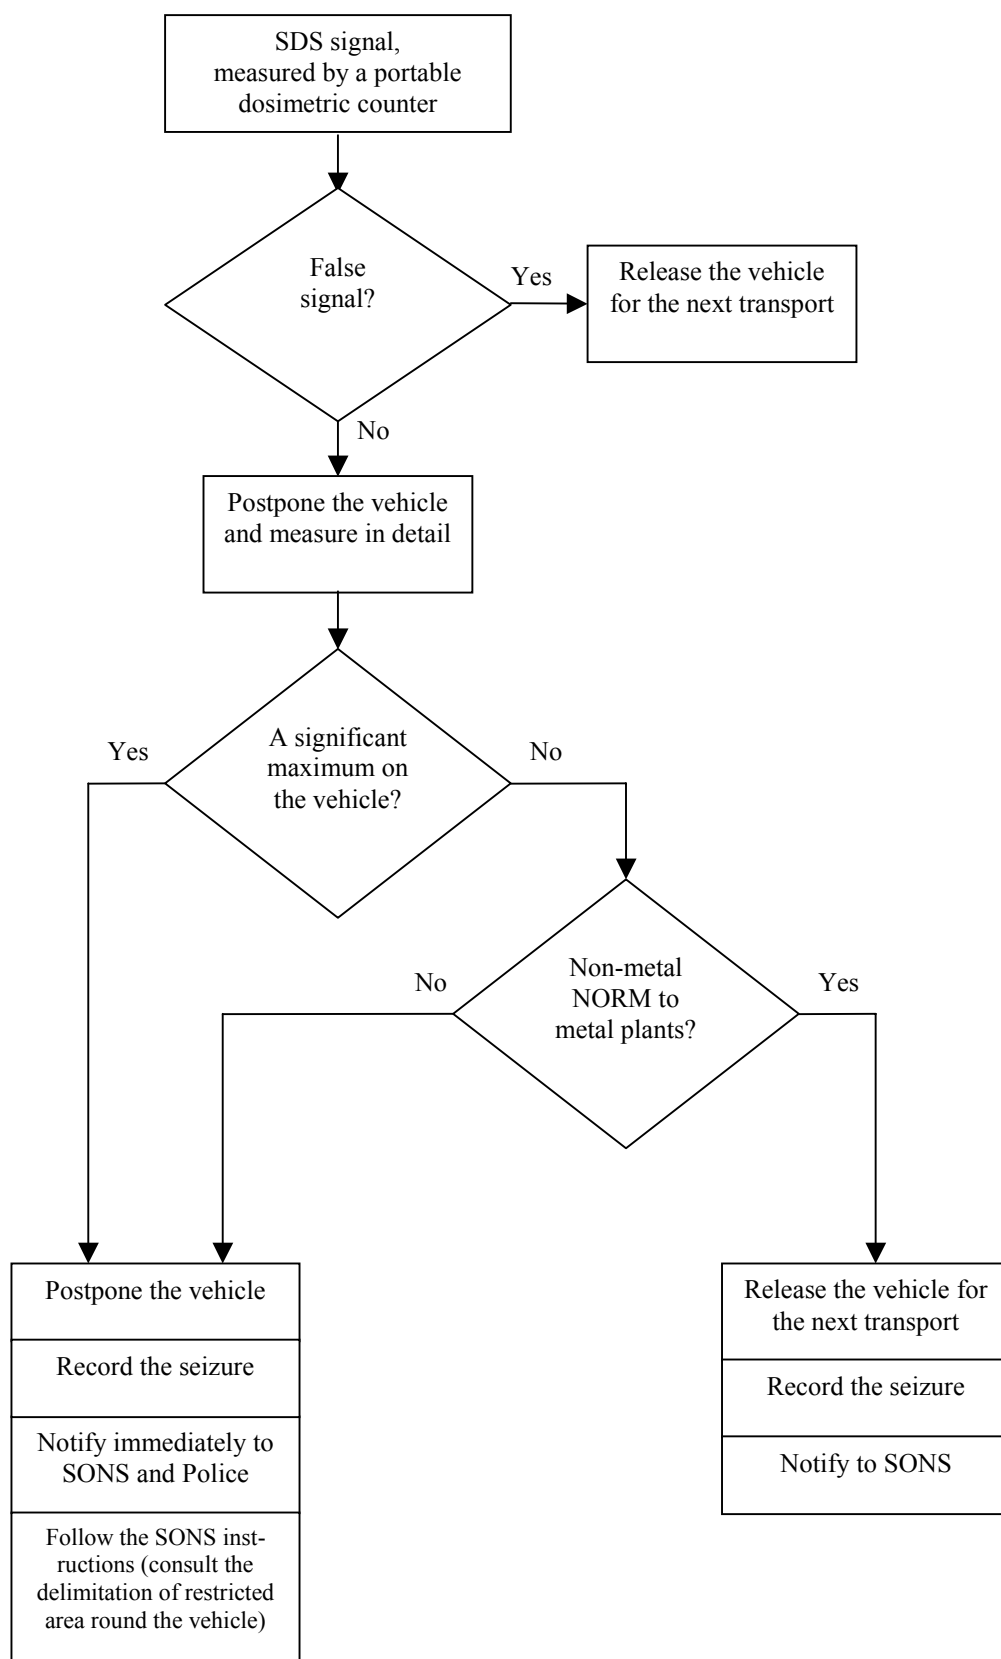 SDS signal,
measured by a portable
dosimetric counter
False
signal?
Yes
Release the vehicle
for the next transport
No
Postpone the vehicle
and measure in detail
Yes
A significant
maximum on
the vehicle?
No
No
Non-metal
NORM to
metal plants?
Yes
Postpone the vehicle
Record the seizure
Notify immediately to
SONS and Police
Follow the SONS inst-
ructions (consult the
delimitation of restricted
area round the vehicle)
Release the vehicle for
the next transport
Record the seizure
Notify to SONS